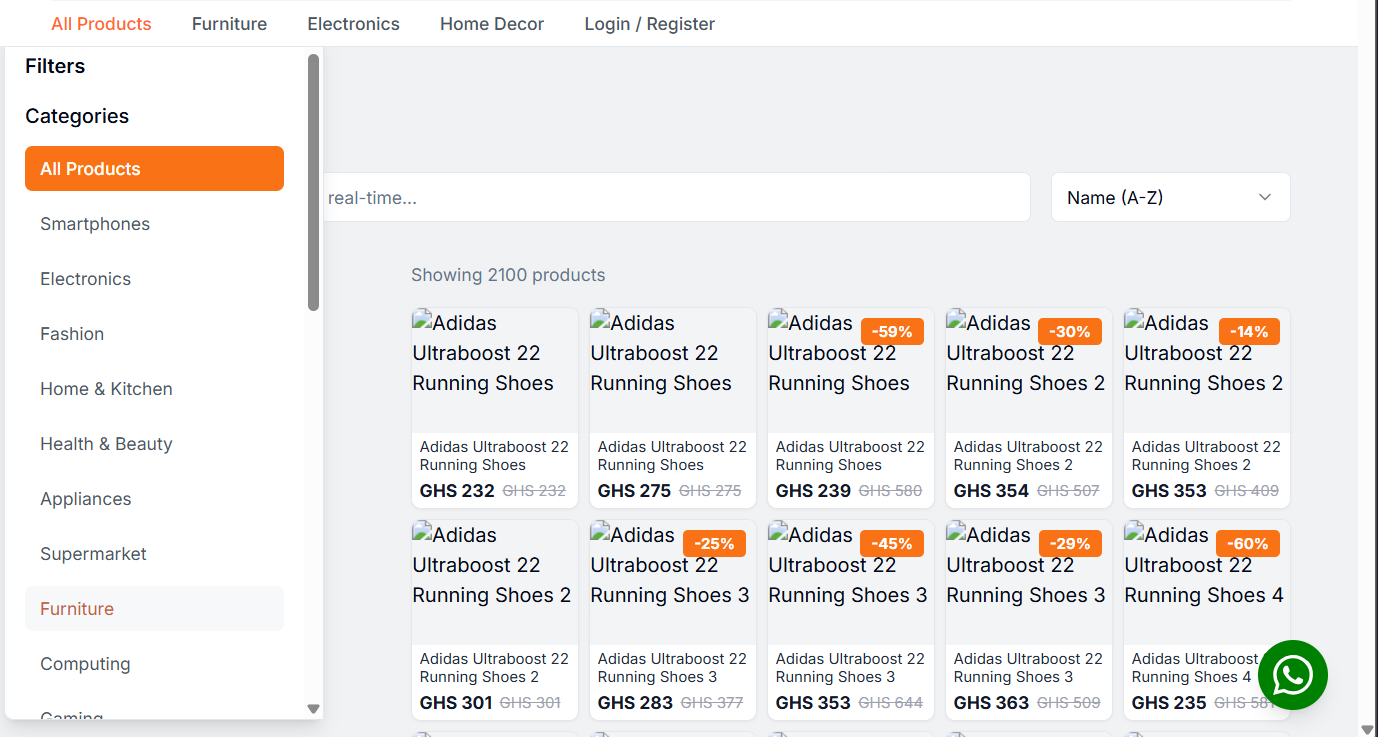 All Products
Furniture
Electronics
Home Decor
Login / Register
Filters
Categories
All Products
Smartphones
Electronics
Fashion
Home & Kitchen
Health & Beauty
Appliances
Supermarket
Furniture
Computing
Gaming
real-time...
Name (A-Z)
Showing 2100 products
Adidas
Ultraboost 22
Running Shoes
Adidas Ultraboost 22
Running Shoes
GHS 232 GHS 232
Adidas
Ultraboost 22
Running Shoes
Adidas Ultraboost 22
Running Shoes
GHS 275 GHS 275
Adidas
-59%
Ultraboost 22
Running Shoes
Adidas Ultraboost 22
Running Shoes
GHS 239 GHS 580
Adidas
-30%
Ultraboost 22
Running Shoes 2
Adidas Ultraboost 22
Running Shoes 2
GHS 354 GHS 507
Adidas
-14%
Ultraboost 22
Running Shoes 2
Adidas Ultraboost 22
Running Shoes 2
GHS 353 GHS 409
Adidas
Ultraboost 22
Running Shoes 2
Adidas Ultraboost 22
Running Shoes 2
GHS 301 GHS 301
Adidas
-25%
Ultraboost 22
Running Shoes 3
Adidas Ultraboost 22
Running Shoes 3
GHS 283 GHS 377
Adidas
-45%
Ultraboost 22
Running Shoes 3
Adidas Ultraboost 22
Running Shoes 3
GHS 353 GHS 644
Adidas
-29%
Ultraboost 22
Running Shoes 3
Adidas Ultraboost 22
Running Shoes 3
GHS 363 GHS 509
Adidas
-60%
Ultraboost 22
Running Shoes 4
Adidas Ultraboost
Running Shoes 4
GHS 235 GHS 581